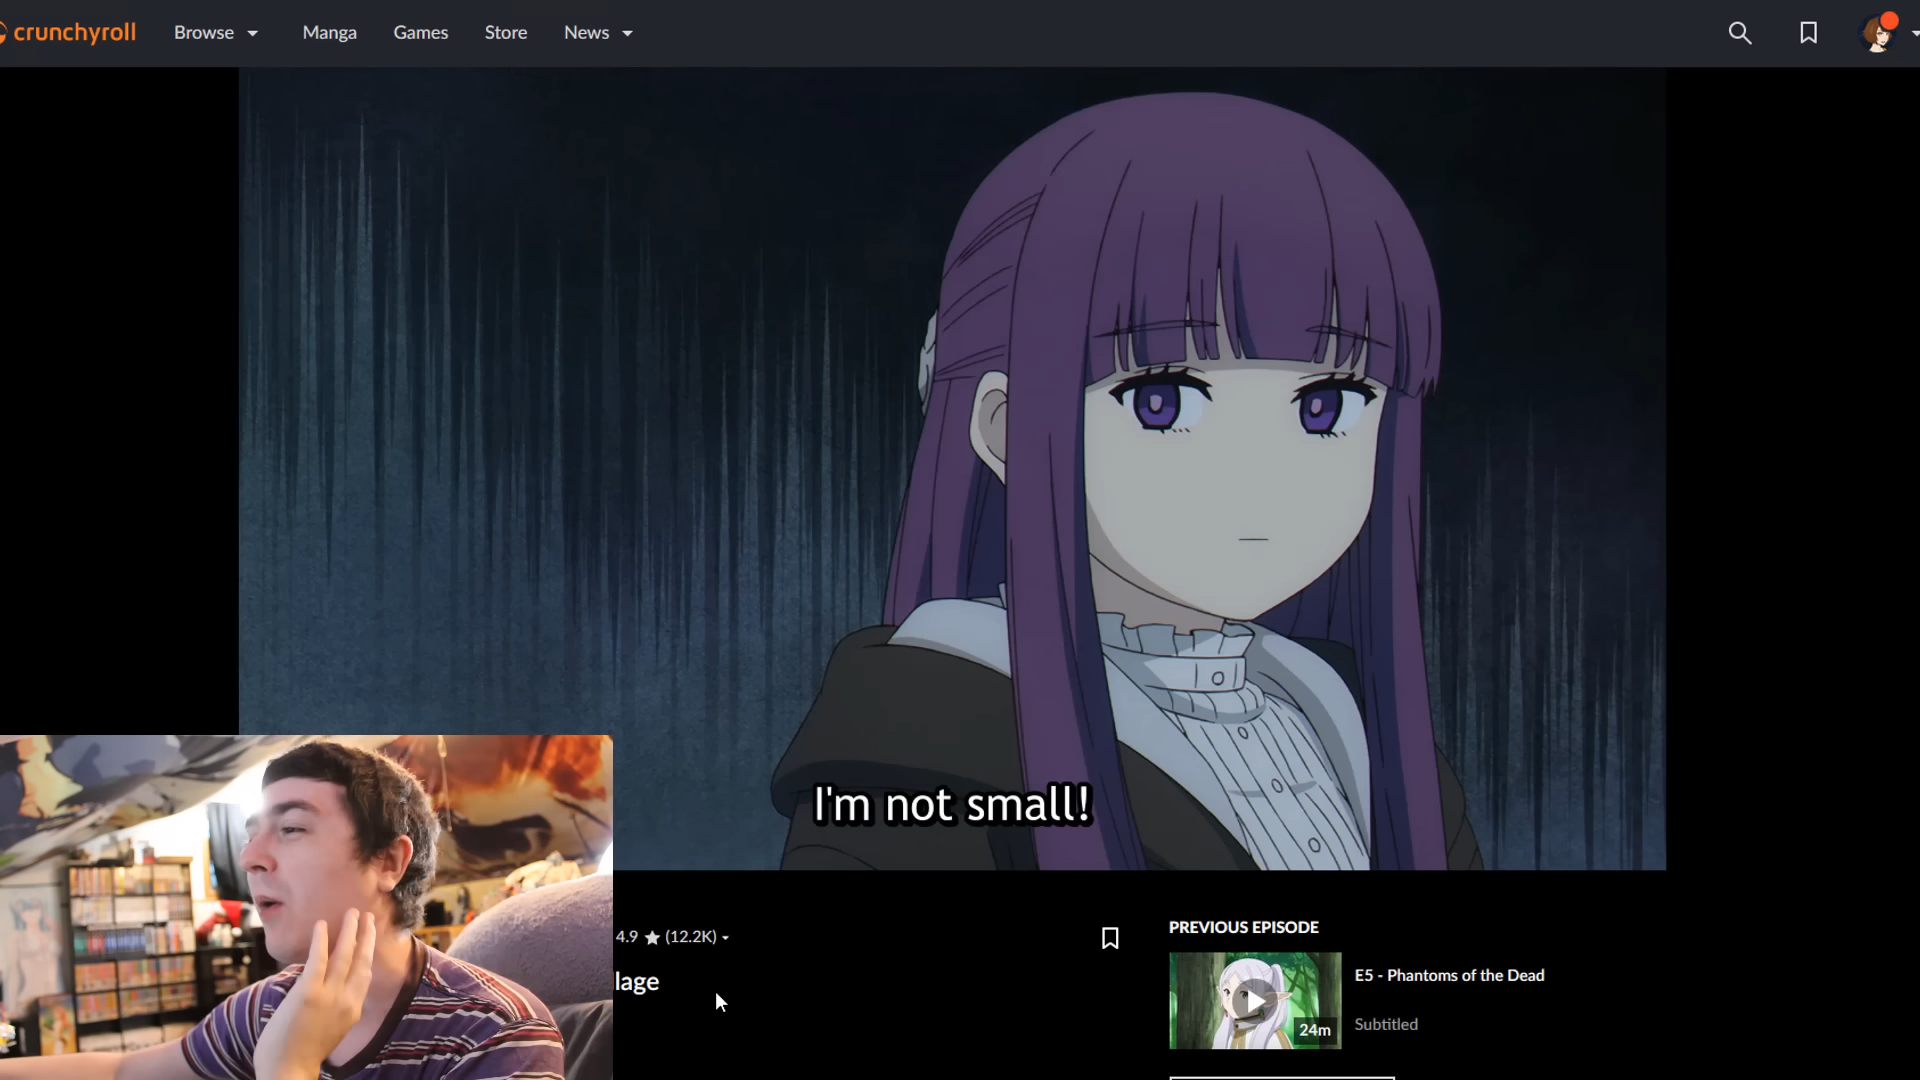 crunchyroll
Browse
Manga
Games
Store
News
I'm not small!
4.9 ★ (12.2K)
lage
PREVIOUS EPISODE
E5 - Phantoms of the Dead
24m
Subtitled